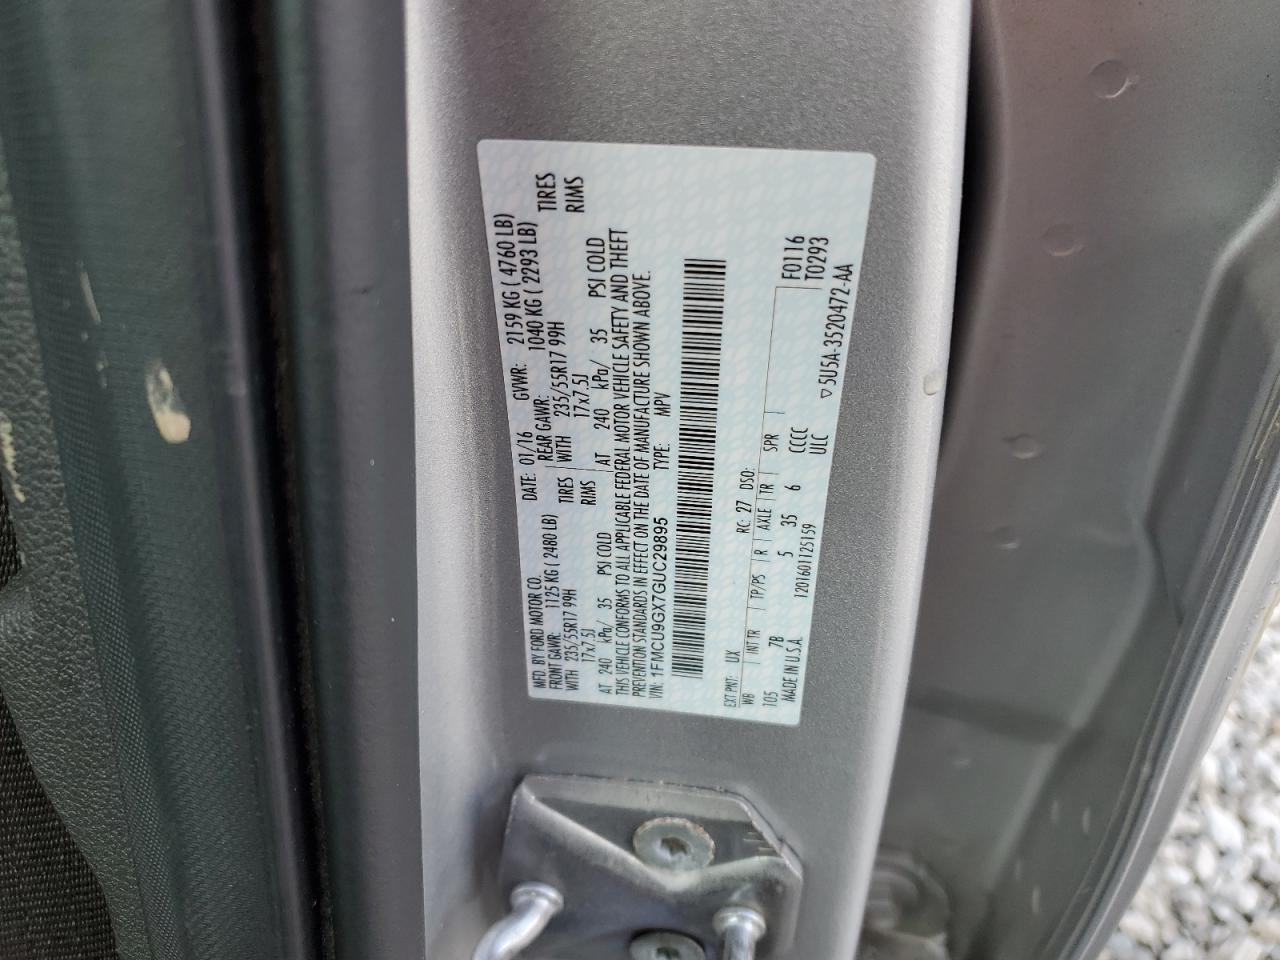 MFD. BY FORD MOTOR CO.
DATE: 01/16 GVWR: 2159 KG ( 4760 LB)
FRONT GAWR: 1125 KG ( 2480 LB) REAR GAWR: 1040 KG ( 2293 LB)
WITH 235/55R17 99H TIRES WITH 235/55R17 99H TIRES
17x7.5J RIMS 17x7.5J RIMS
AT 240 kPa/ 35 PSI COLD AT 240 kPa/ 35 PSI COLD
THIS VEHICLE CONFORMS TO ALL APPLICABLE FEDERAL MOTOR VEHICLE SAFETY AND THEFT
PREVENTION STANDARDS IN EFFECT ON THE DATE OF MANUFACTURE SHOWN ABOVE.
VIN: 1FMCU9GX7GUC29895 TYPE: MPV
EXT PNT: UX RC: 27 DSO:
WB INT TR TP/PS R AXLE TR SPR F0116
T0293
105 7B 5 35 6 CCCC
MADE IN U.S.A. 1201601125159 ULC ▽5U5A-3520472-AA